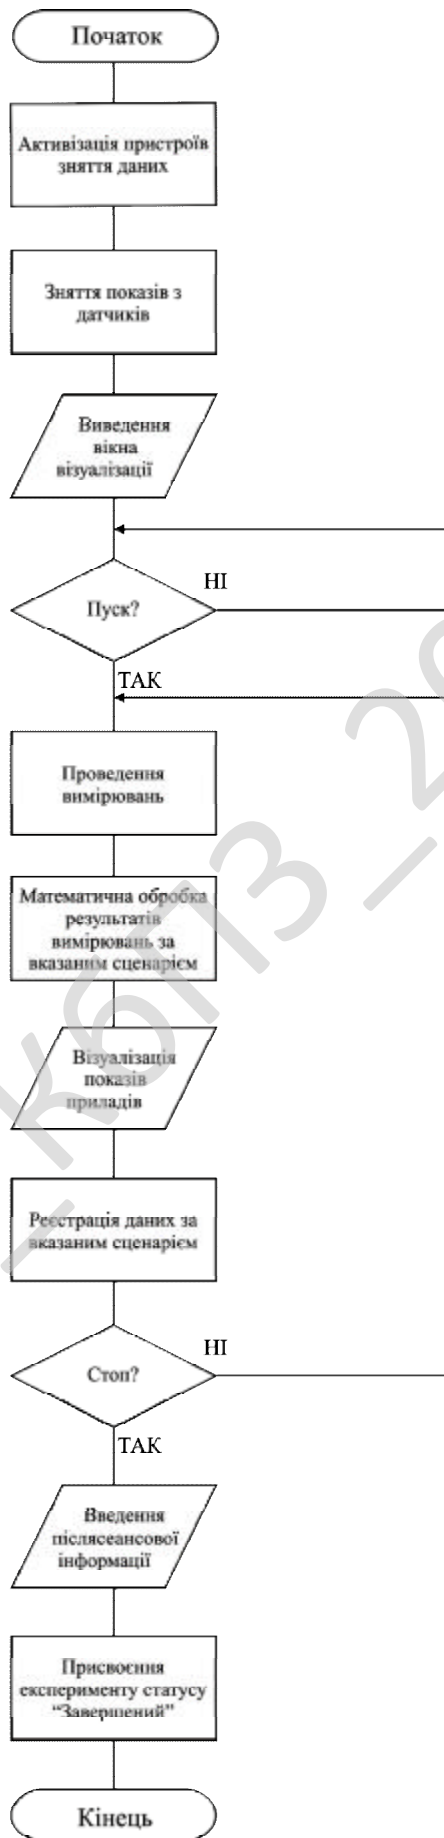 Початок
Активізація пристроїв
зняття даних
Зняття показів з
датчиків
Виведення
вікна
візуалізації
Пуск?
НІ
ТАК
Проведення
вимірювань
Математична обробка
результатів
вимірювань за
вказаним сценарієм
Візуалізація
показів
приладів
Реєстрація даних за
вказаним сценарієм
Стоп?
НІ
ТАК
Введення
післясеансової
інформації
Присвоєння
експерименту статусу
“Завершений”
Кінець
_КбПЗ_2